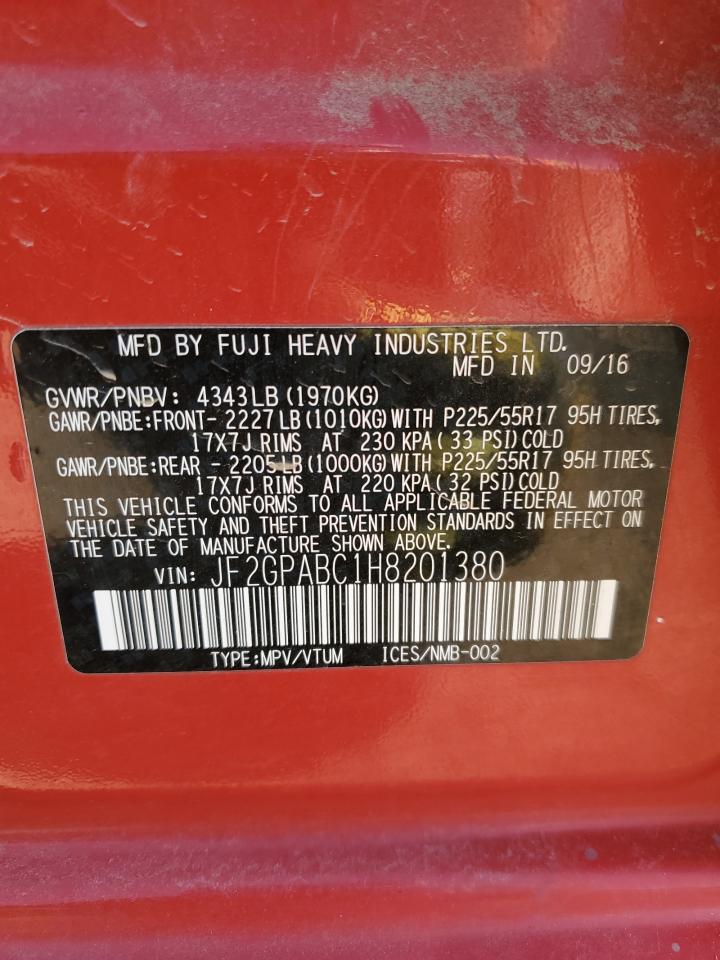 MFD BY FUJI HEAVY INDUSTRIES LTD.
MFD IN 09/16
GVWR/PNBV: 4343LB(1970KG)
GAWR/PNBE:FRONT- 2227LB(1010KG)WITH P225/55R17 95H TIRES,
17X7J RIMS AT 230 KPA(33 PSI)COLD
GAWR/PNBE:REAR - 2205LB(1000KG)WITH P225/55R17 95H TIRES,
17X7J RIMS AT 220 KPA(32 PSI)COLD
THIS VEHICLE CONFORMS TO ALL APPLICABLE FEDERAL MOTOR
VEHICLE SAFETY AND THEFT PREVENTION STANDARDS IN EFFECT ON
THE DATE OF MANUFACTURE SHOWN ABOVE.
VIN: JF2GPABC1H8201380
TYPE:MPV/VTUM ICES/NMB-002